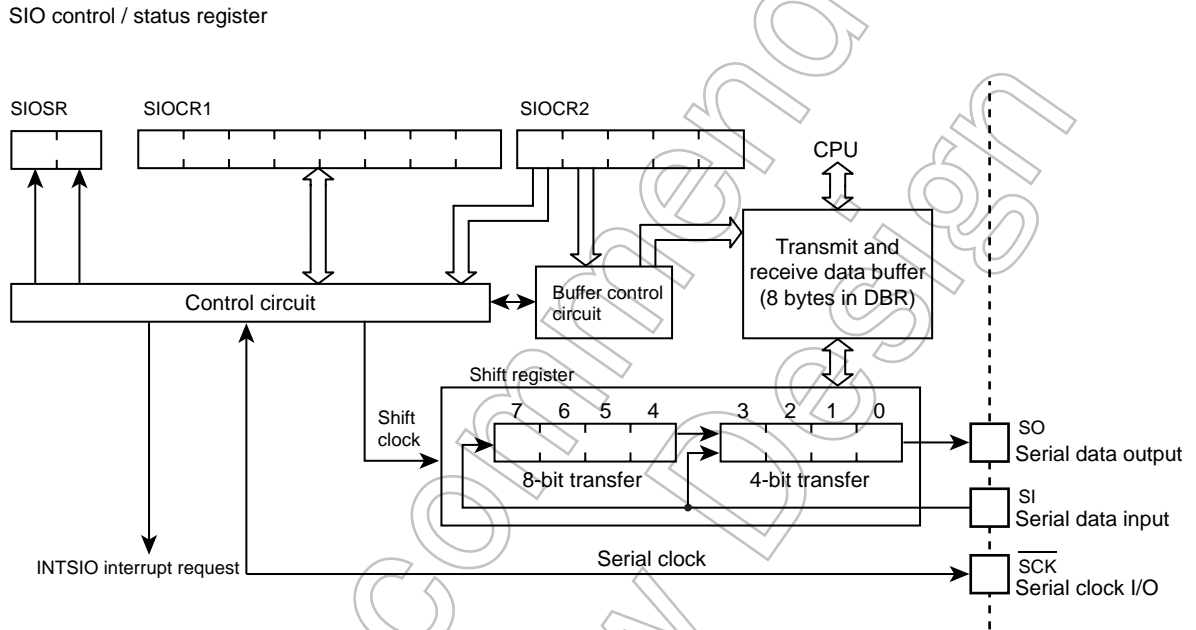 SIO control / status register
SIOSR
SIOCR1
SIOCR2
CPU
Transmit and
receive data buffer
(8 bytes in DBR)
Control circuit
Buffer control
circuit
Shift register
7 6 5 4
3 2 1 0
Shift
clock
8-bit transfer
4-bit transfer
SO
Serial data output
SI
Serial data input
INTSIO interrupt request
Serial clock
SCK
Serial clock I/O
commend
w Design